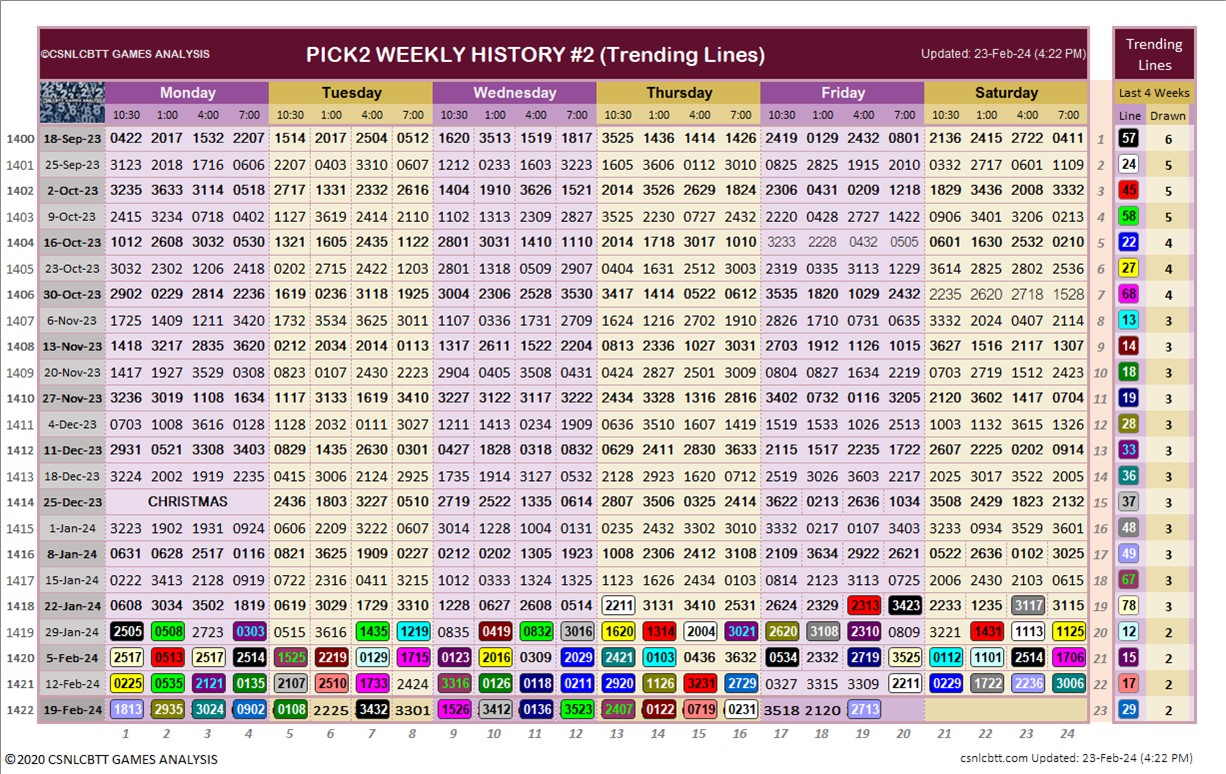 ©CSNLCBTT GAMES ANALYSIS PICK2 WEEKLY HISTORY #2 (Trending Lines) Updated: 23-Feb-24 (4:22 PM) Trending Lines
Monday Tuesday Wednesday Thursday Friday Saturday Last 4 Weeks
10:30 1:00 4:00 7:00 10:30 1:00 4:00 7:00 10:30 1:00 4:00 7:00 10:30 1:00 4:00 7:00 10:30 1:00 4:00 7:00 10:30 1:00 4:00 7:00 Line Drawn
1400 18-Sep-23 0422 2017 1532 2207 1514 2017 2504 0512 1620 3513 1519 1817 3525 1436 1414 1426 2419 0129 2432 0801 2136 2415 2722 0411 1 57 6
1401 25-Sep-23 3123 2018 1716 0606 2207 0403 3310 0607 1212 0233 1603 3223 1605 3606 0112 3010 0825 2825 1915 2010 0332 2717 0601 1109 2 24 5
1402 2-Oct-23 3235 3633 3114 0518 2717 1331 2332 2616 1404 1910 3626 1521 2014 3526 2629 1824 2306 0431 0209 1218 1829 3436 2008 3332 3 45 5
1403 9-Oct-23 2415 3234 0718 0402 1127 3619 2414 2110 1102 1313 2309 2827 3525 2230 0727 2432 2220 0428 2727 1422 0906 3401 3206 0213 4 58 5
1404 16-Oct-23 1012 2608 3032 0530 1321 1605 2435 1122 2801 3031 1410 1110 2014 1718 3017 1010 3233 2228 0432 0505 0601 1630 2532 0210 5 22 4
1405 23-Oct-23 3032 2302 1206 2418 0202 2715 2422 1203 2801 1318 0509 2907 0404 1631 2512 3003 2319 0335 3113 1229 3614 2825 2802 2536 6 27 4
1406 30-Oct-23 2902 0229 2814 2236 1619 0236 3118 1925 3004 2306 2528 3530 3417 1414 0522 0612 3535 1820 1029 2432 2235 2620 2718 1528 7 68 4
1407 6-Nov-23 1725 1409 1211 3420 1732 3534 3625 3011 1107 0336 1731 2709 1624 1216 2702 1910 2826 1710 0731 0635 3332 2024 0407 2114 8 13 3
1408 13-Nov-23 1418 3217 2835 3620 0212 2034 2014 0113 1317 2611 1522 2204 0813 2336 1027 3031 2703 1912 1126 1015 3627 1516 2117 1307 9 14 3
1409 20-Nov-23 1417 1927 3529 0308 0823 0107 2430 2223 2904 0405 3508 0431 0424 2827 2501 3009 0804 0827 1634 2219 0703 2719 1512 2423 10 18 3
1410 27-Nov-23 3236 3019 1108 1634 1117 3133 1619 3410 3227 3122 3117 3222 2434 3328 1316 2816 3402 0732 0116 3205 2120 3602 1417 0704 11 19 3
1411 4-Dec-23 0703 1008 3616 0128 1128 2032 0111 3027 1211 1413 0234 1909 0636 3510 1607 1419 1519 1533 1026 2513 1003 1132 3615 1326 12 28 3
1412 11-Dec-23 2931 0521 3308 3403 0829 1435 2630 0301 0427 1828 0318 0832 0629 2411 2830 3633 2115 1517 2235 1722 2607 2225 0202 0914 13 33 3
1413 18-Dec-23 3224 2002 1919 2235 0415 3006 2124 2923 1735 1914 3127 0532 2128 2923 1620 0712 2519 3026 3603 2217 2025 3017 3522 2005 14 36 3
1414 25-Dec-23 CHRISTMAS 2436 1803 3227 0510 2719 2522 1335 0614 2807 3506 0325 2414 3622 0213 2636 1034 3508 2429 1823 2132 15 37 3
1415 1-Jan-24 3223 1902 1931 0924 0606 2209 3222 0607 3014 1228 1004 0131 0235 2432 3302 3010 3332 0217 0107 3403 3233 0934 3529 3601 16 48 3
1416 8-Jan-24 0631 0628 2517 0116 0821 3625 1909 0227 0212 0202 1305 1923 1008 2306 2412 3108 2109 3634 2922 2621 0522 2636 0102 3025 17 49 3
1417 15-Jan-24 0222 3413 2128 0919 0722 2316 0411 3215 1012 0333 1324 1325 1123 1626 2434 0103 0814 2123 3113 0725 2006 2430 2103 0615 18 67 3
1418 22-Jan-24 0608 3034 3502 1819 0619 3029 1729 3310 1228 0627 2608 0514 2211 3131 3410 2531 2624 2329 2313 3423 2233 1235 3117 3115 19 78 3
1419 29-Jan-24 2505 0508 2723 0303 0515 3616 1435 1219 0835 0419 0832 3016 1620 1314 2004 3021 2620 3108 2310 0809 3221 1431 1113 1125 20 12 2
1420 5-Feb-24 2517 0513 2517 2514 1525 2219 0129 1715 0123 2016 0309 2029 2421 0103 0436 3632 0534 2332 2719 3525 0112 1101 2514 1706 21 15 2
1421 12-Feb-24 0225 0535 2121 0135 2107 2510 1733 2424 3316 0126 0118 0211 2920 1126 3231 2729 0327 3315 3309 2211 0229 1722 2236 3006 22 17 2
1422 19-Feb-24 1813 2935 3024 0902 0108 2225 3432 3301 1526 3412 0136 3523 2407 0122 0719 0231 3518 2120 2713 23 29 2
1 2 3 4 5 6 7 8 9 10 11 12 13 14 15 16 17 18 19 20 21 22 23 24
©2020 CSNLCBTT GAMES ANALYSIS csnlcbtt.com Updated: 23-Feb-24 (4:22 PM)